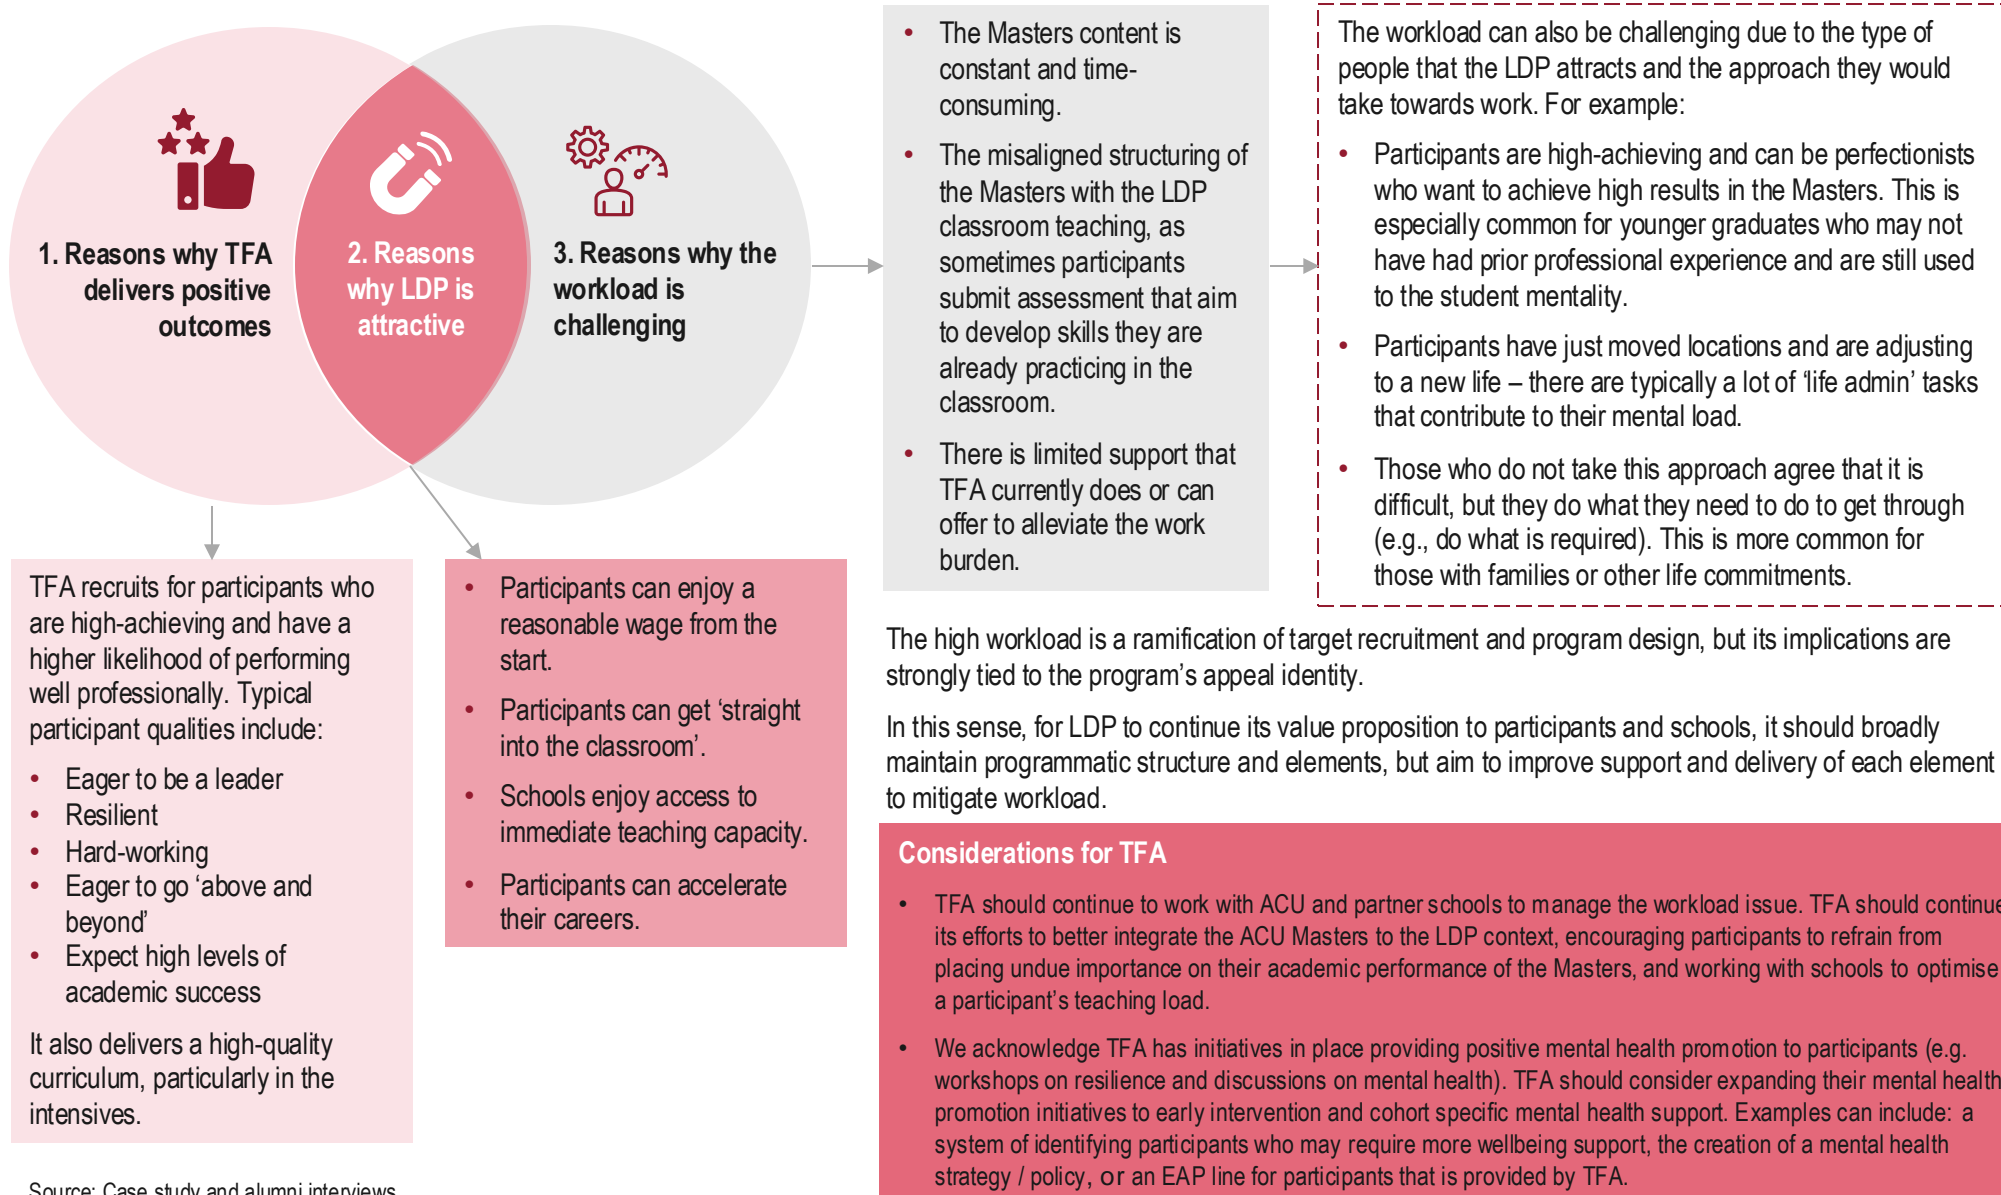 1. Reasons why TFA
delivers positive
outcomes
2. Reasons
why LDP is
attractive
3. Reasons why the
workload is
challenging
TFA recruits for participants who
are high-achieving and have a
higher likelihood of performing
well professionally. Typical
participant qualities include:
• Eager to be a leader
• Resilient
• Hard-working
• Eager to go ‘above and
beyond’
• Expect high levels of
academic success
It also delivers a high-quality
curriculum, particularly in the
intensives.
• Participants can enjoy a
reasonable wage from the
start.
• Participants can get ‘straight
into the classroom’.
• Schools enjoy access to
immediate teaching capacity.
• Participants can accelerate
their careers.
• The Masters content is
constant and time-
consuming.
• The misaligned structuring of
the Masters with the LDP
classroom teaching, as
sometimes participants
submit assessment that aim
to develop skills they are
already practicing in the
classroom.
• There is limited support that
TFA currently does or can
offer to alleviate the work
burden.
The workload can also be challenging due to the type of
people that the LDP attracts and the approach they would
take towards work. For example:
• Participants are high-achieving and can be perfectionists
who want to achieve high results in the Masters. This is
especially common for younger graduates who may not
have had prior professional experience and are still used
to the student mentality.
• Participants have just moved locations and are adjusting
to a new life – there are typically a lot of ‘life admin’ tasks
that contribute to their mental load.
• Those who do not take this approach agree that it is
difficult, but they do what they need to do to get through
(e.g., do what is required). This is more common for
those with families or other life commitments.
The high workload is a ramification of target recruitment and program design, but its implications are
strongly tied to the program’s appeal identity.
In this sense, for LDP to continue its value proposition to participants and schools, it should broadly
maintain programmatic structure and elements, but aim to improve support and delivery of each element
to mitigate workload.
Considerations for TFA
• TFA should continue to work with ACU and partner schools to manage the workload issue. TFA should continue
its efforts to better integrate the ACU Masters to the LDP context, encouraging participants to refrain from
placing undue importance on their academic performance of the Masters, and working with schools to optimise
a participant’s teaching load.
• We acknowledge TFA has initiatives in place providing positive mental health promotion to participants (e.g.
workshops on resilience and discussions on mental health). TFA should consider expanding their mental health
promotion initiatives to early intervention and cohort specific mental health support. Examples can include: a
system of identifying participants who may require more wellbeing support, the creation of a mental health
strategy / policy, or an EAP line for participants that is provided by TFA.
Source: Case study and alumni interviews